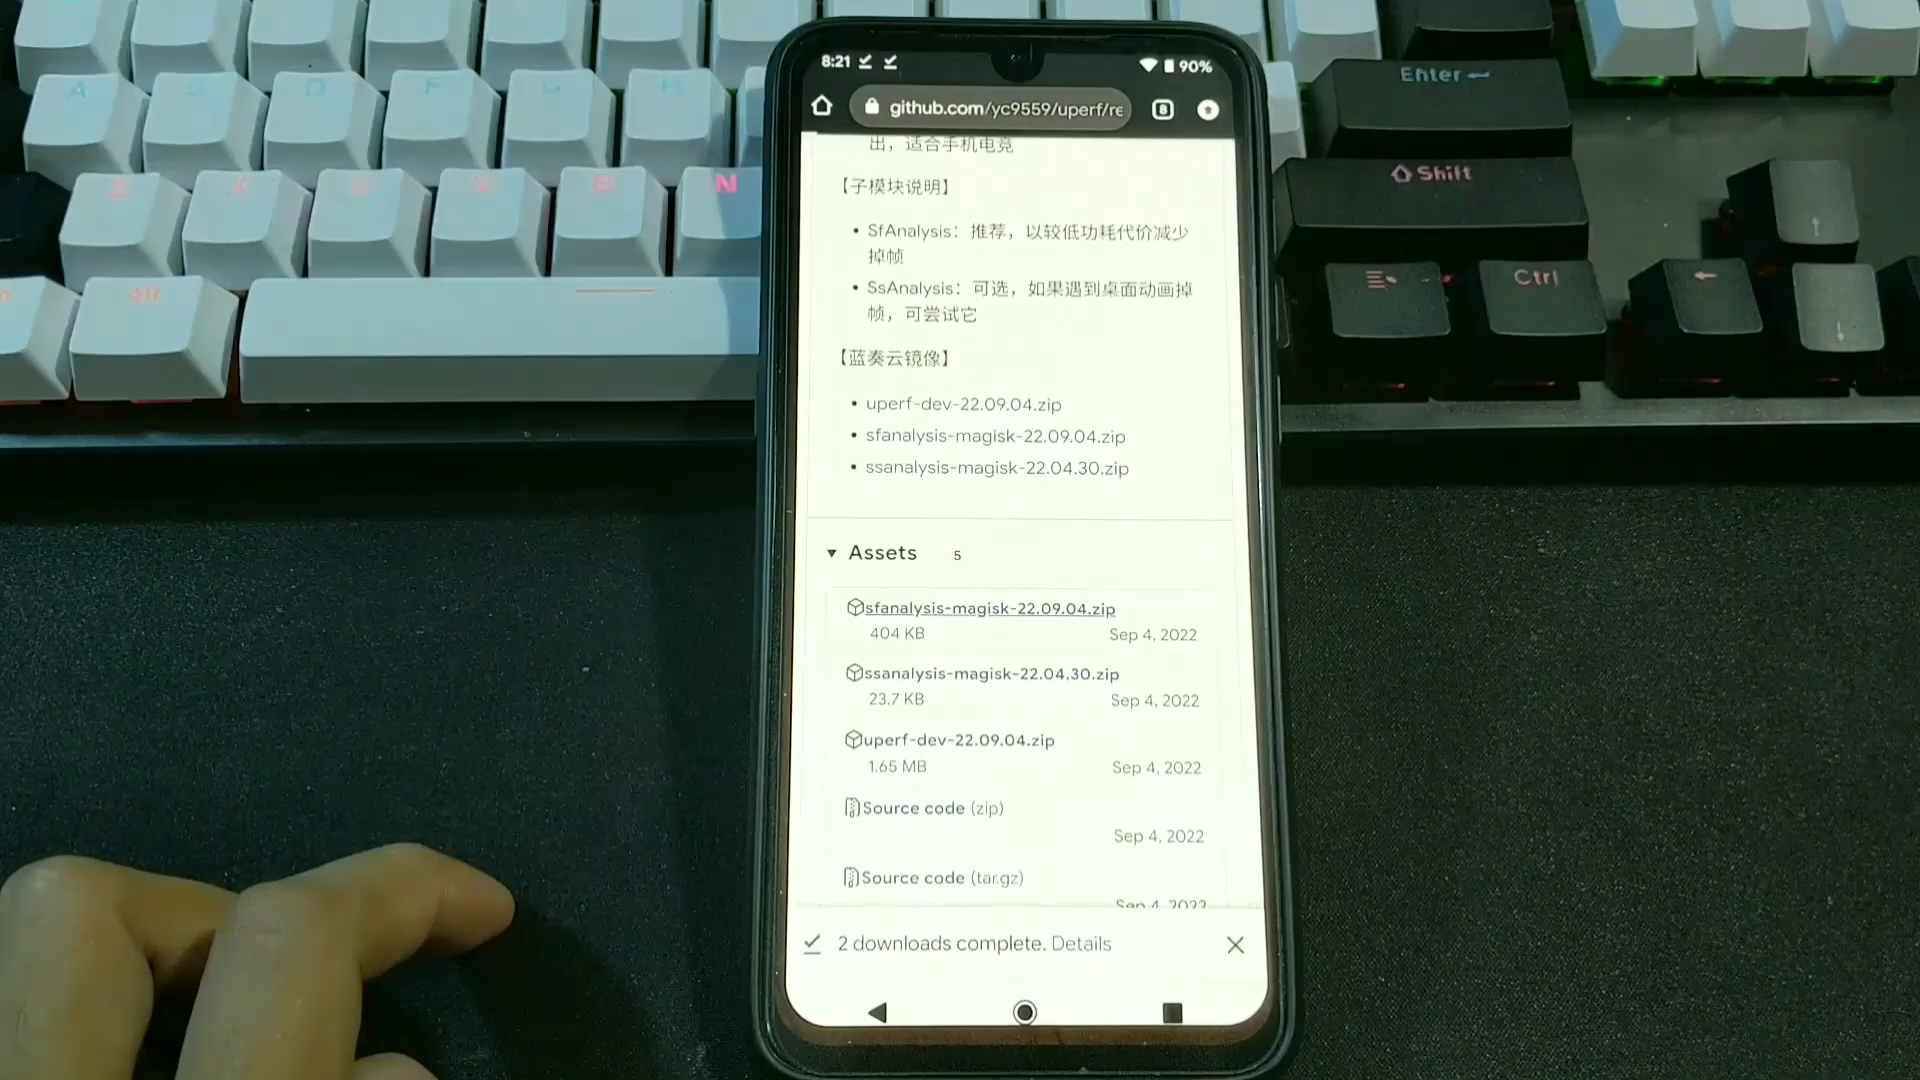 8:21
90%
github.com/yc9559/uperf/re
8
出，适合手机电竞
【子模块说明】
• SfAnalysis：推荐，以较低功耗代价减少
掉帧
• SsAnalysis：可选，如果遇到桌面动画掉
帧，可尝试它
【蓝奏云镜像】
• uperf-dev-22.09.04.zip
• sfanalysis-magisk-22.09.04.zip
• ssanalysis-magisk-22.04.30.zip
Assets 5
sfanalysis-magisk-22.09.04.zip
404 KB Sep 4, 2022
ssanalysis-magisk-22.04.30.zip
23.7 KB Sep 4, 2022
uperf-dev-22.09.04.zip
1.65 MB Sep 4, 2022
Source code (zip)
Sep 4, 2022
Source code (tar.gz)
Sep 4, 2022
2 downloads complete. Details
A S D F G H
Z X C V B N
Alt
Enter
Shift
Ctrl